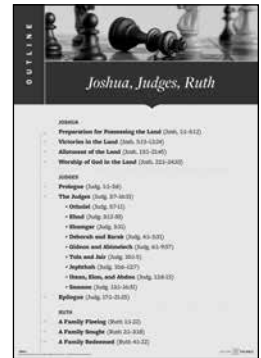 OUTLINE
Joshua, Judges, Ruth
JOSHUA
Preparation for Possessing the Land (Josh. 1:1-5:12)
Victories in the Land (Josh. 5:13-12:24)
Allotment of the Land (Josh. 13:1-21:45)
Worship of God in the Land (Josh. 22:1-24:33)
JUDGES
Prologue (Judg. 1:1-3:6)
The Judges (Judg. 3:7-16:31)
• Othniel (Judg. 3:7-11)
• Ehud (Judg. 3:12-30)
• Shamgar (Judg. 3:31)
• Deborah and Barak (Judg. 4:1-5:31)
• Gideon and Abimelech (Judg. 6:1-9:57)
• Tola and Jair (Judg. 10:1-5)
• Jephthah (Judg. 10:6-12:7)
• Ibzan, Elon, and Abdon (Judg. 12:8-15)
• Samson (Judg. 13:1-16:31)
Epilogue (Judg. 17:1-21:25)
RUTH
A Family Fleeing (Ruth 1:1-22)
A Family Sought (Ruth 2:1-3:18)
A Family Redeemed (Ruth 4:1-22)